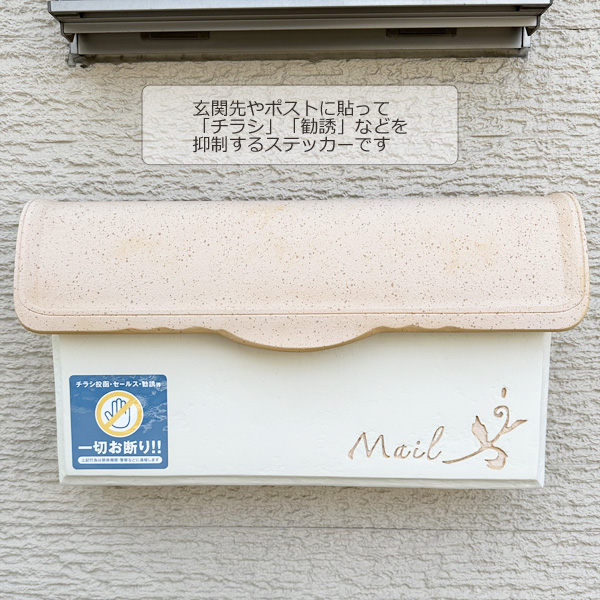 玄関先やポストに貼って
「チラシ」「勧誘」などを
抑制するステッカーです
チラシ投函・セールス・勧誘等
一切お断り!!
Mail